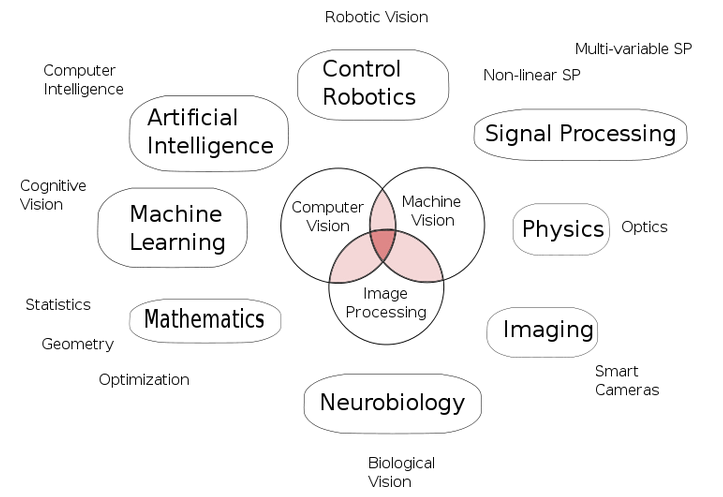 Robotic Vision
Multi-variable SP
Non-linear SP
Computer
Intelligence
Control
Robotics
Artificial
Intelligence
Signal Processing
Cognitive
Vision
Machine
Learning
Computer
Vision
Machine
Vision
Physics
Optics
Image
Processing
Statistics
Mathematics
Geometry
Optimization
Imaging
Smart
Cameras
Neurobiology
Biological
Vision